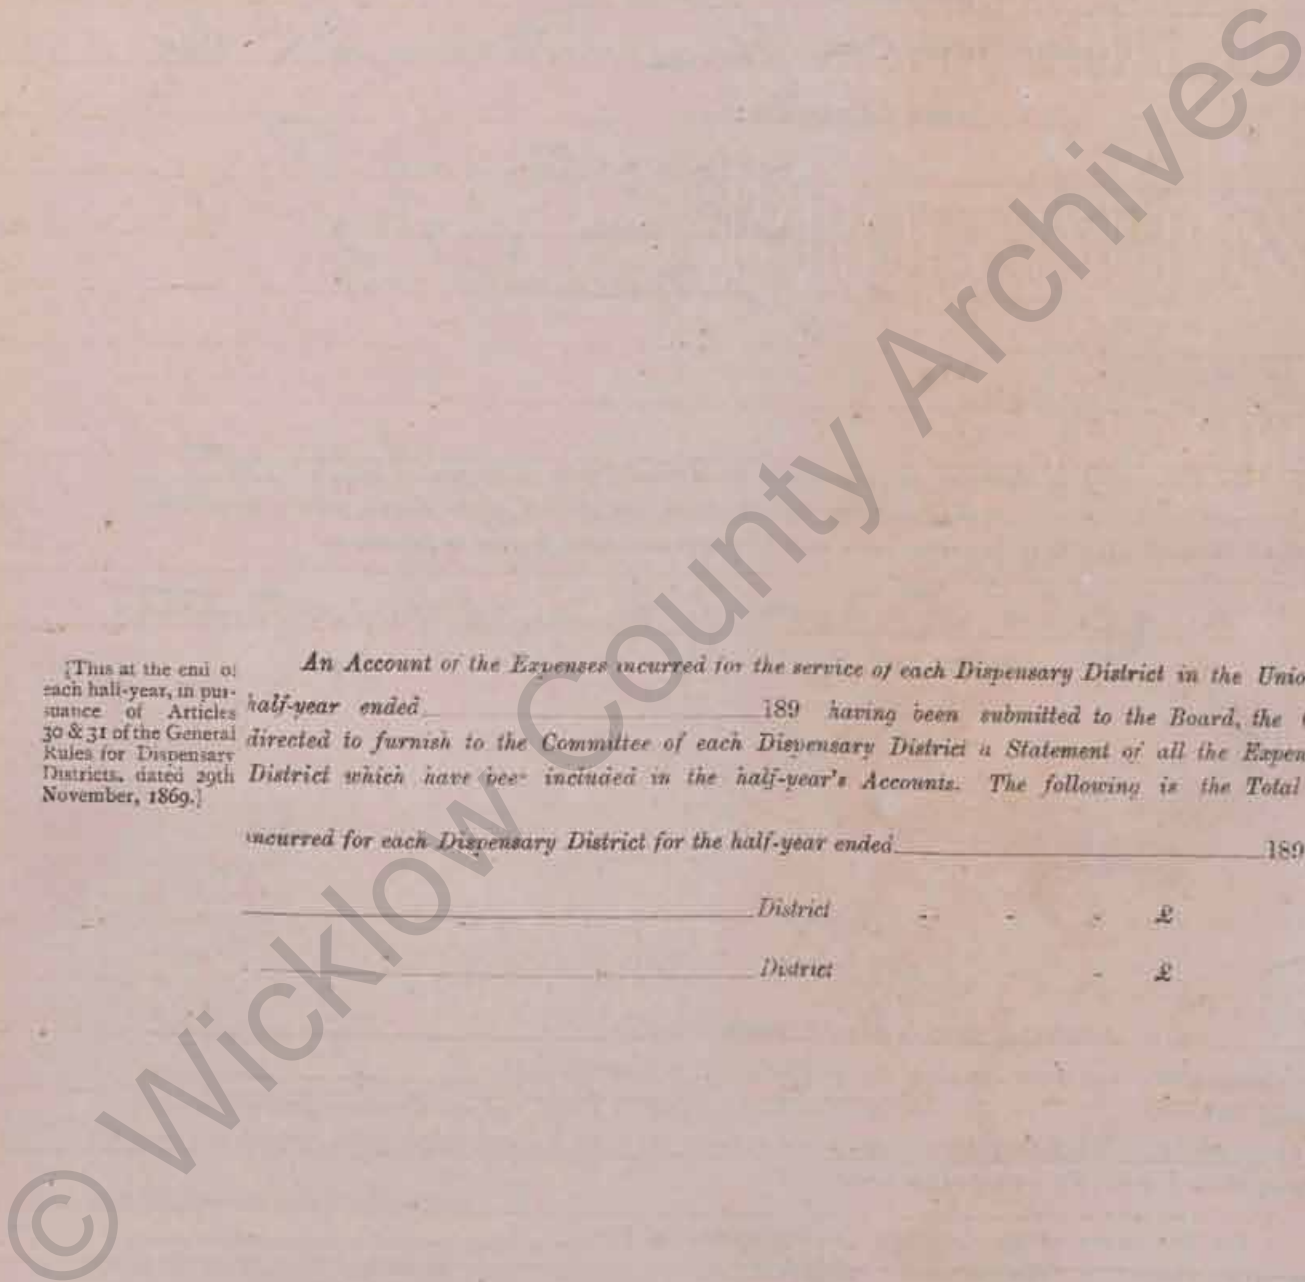 [This at the end of
each half-year, in pur-
suance of Articles
30 & 31 of the General
Rules for Dispensary
Districts, dated 29th
November, 1869.]
An Account of the Expenses incurred for the service of each Dispensary District in the Unio
half-year ended 189 having been submitted to the Board, the
directed to furnish to the Committee of each Dispensary District a Statement of all the Expen
District which have been included in the half-year's Accounts. The following is the Total
incurred for each Dispensary District for the half-year ended 189
District - - - £
District - £
© Wicklow County Archives